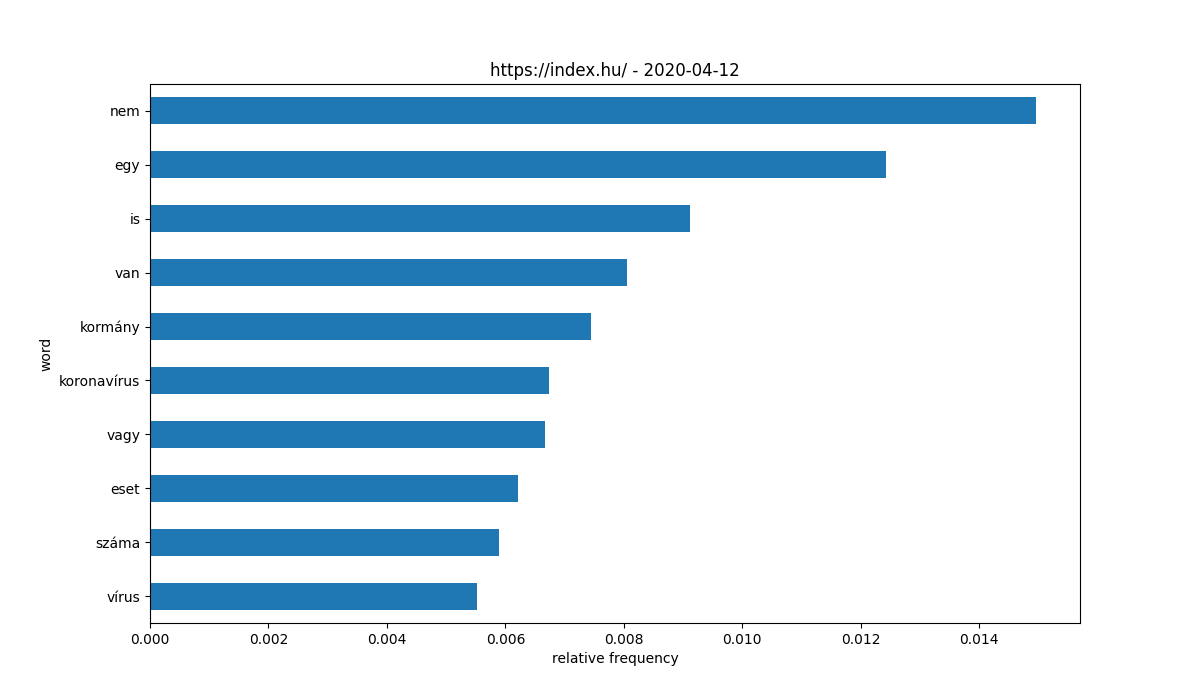 https://index.hu/ - 2020-04-12
nem
egy
is
van
kormány
koronavírus
vagy
eset
száma
vírus
word
0.000 0.002 0.004 0.006 0.008 0.010 0.012 0.014
relative frequency